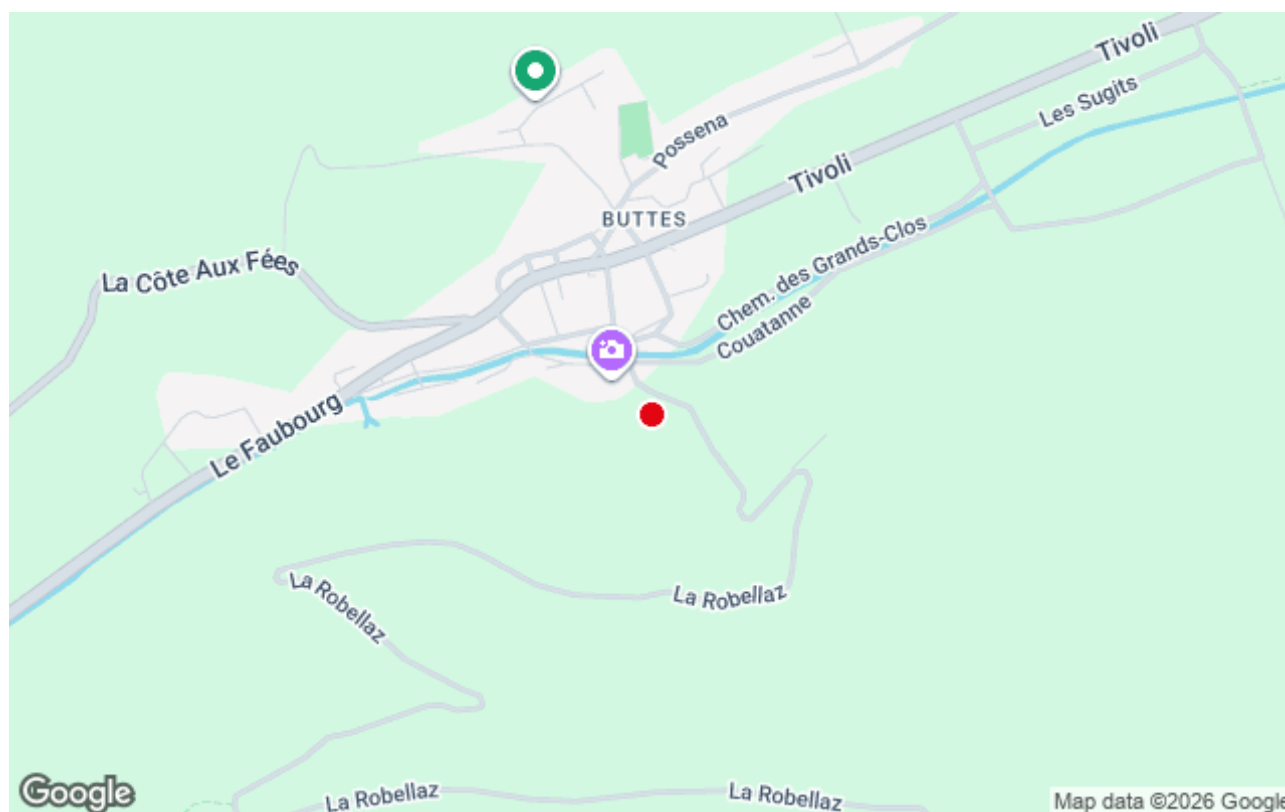 Tivoli
Les Sugits
Possena
Tivoli
BUTTES
Chem. des Grands-Clos
La Côte Aux Fées
Couatanne
Le Faubourg
La Robellaz
La Robellaz
La Robellaz
La Robellaz
Google
Map data ©2026 Google